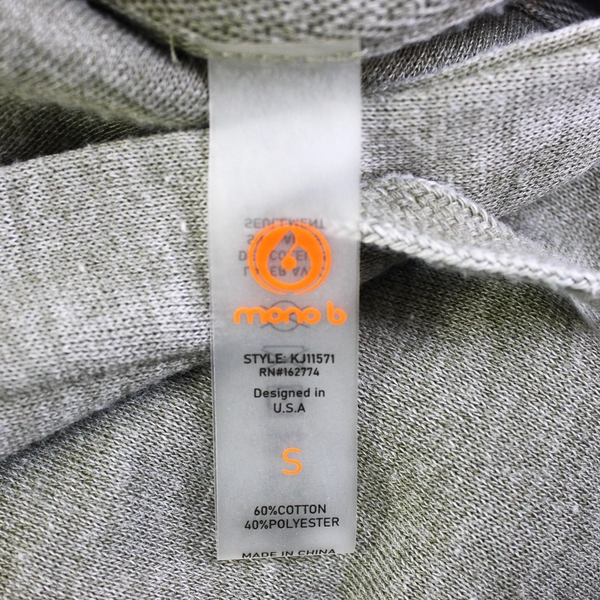 mono b
STYLE: KJ11571
RN#162774
Designed in
U.S.A
S
60%COTTON
40%POLYESTER
MADE IN CHINA